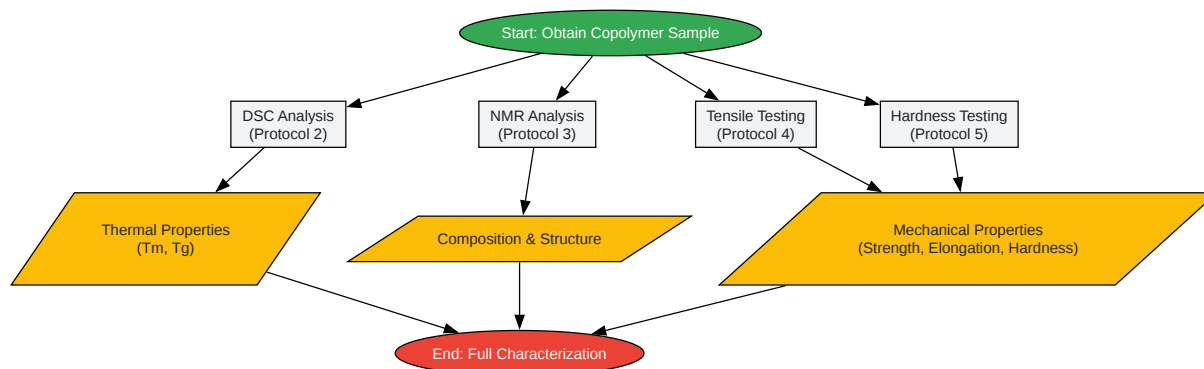 Start: Obtain Copolymer Sample
DSC Analysis
(Protocol 2)
NMR Analysis
(Protocol 3)
Tensile Testing
(Protocol 4)
Hardness Testing
(Protocol 5)
Thermal Properties
(Tm, Tg)
Composition & Structure
Mechanical Properties
(Strength, Elongation, Hardness)
End: Full Characterization